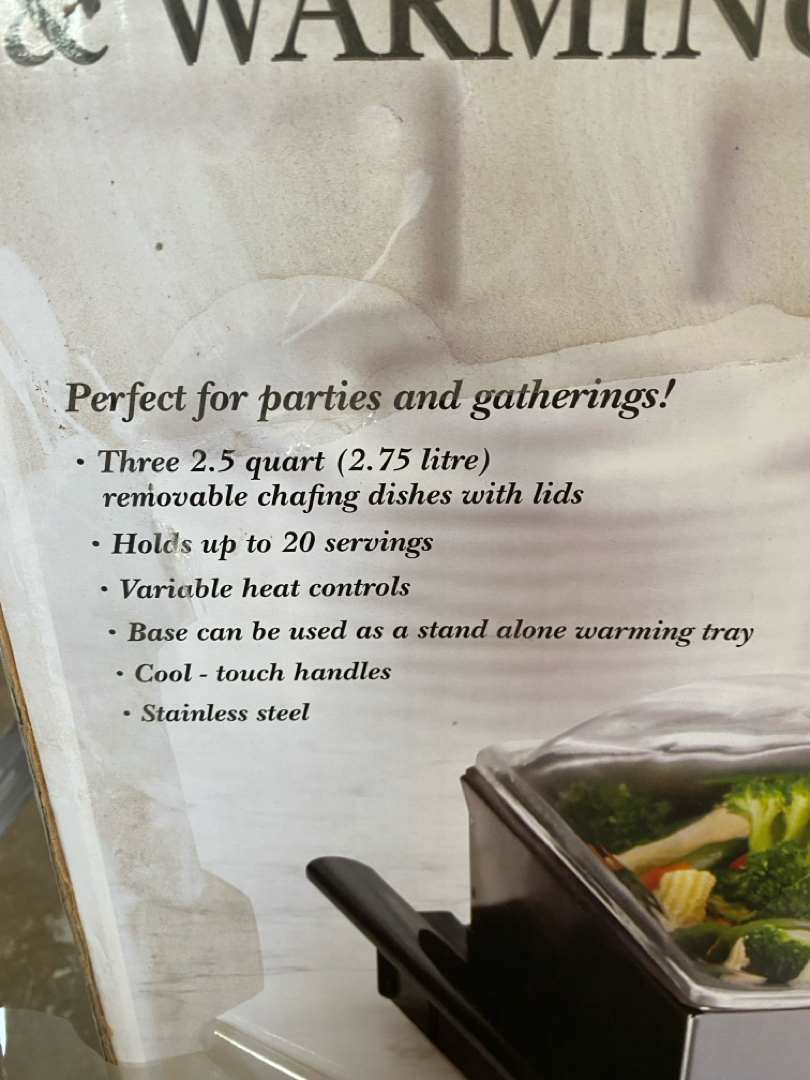 & WARMING
Perfect for parties and gatherings!
• Three 2.5 quart (2.75 litre)
removable chafing dishes with lids
• Holds up to 20 servings
• Variable heat controls
• Base can be used as a stand alone warming tray
• Cool - touch handles
• Stainless steel